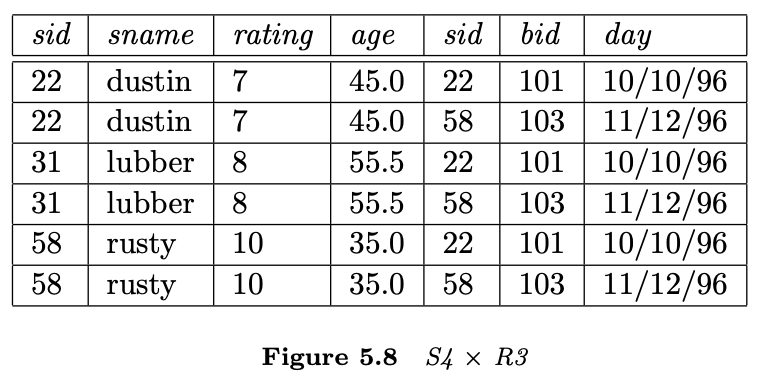 sid sname rating age sid bid day
22 dustin 7 45.0 22 101 10/10/96
22 dustin 7 45.0 58 103 11/12/96
31 lubber 8 55.5 22 101 10/10/96
31 lubber 8 55.5 58 103 11/12/96
58 rusty 10 35.0 22 101 10/10/96
58 rusty 10 35.0 58 103 11/12/96
Figure 5.8 S4 × R3